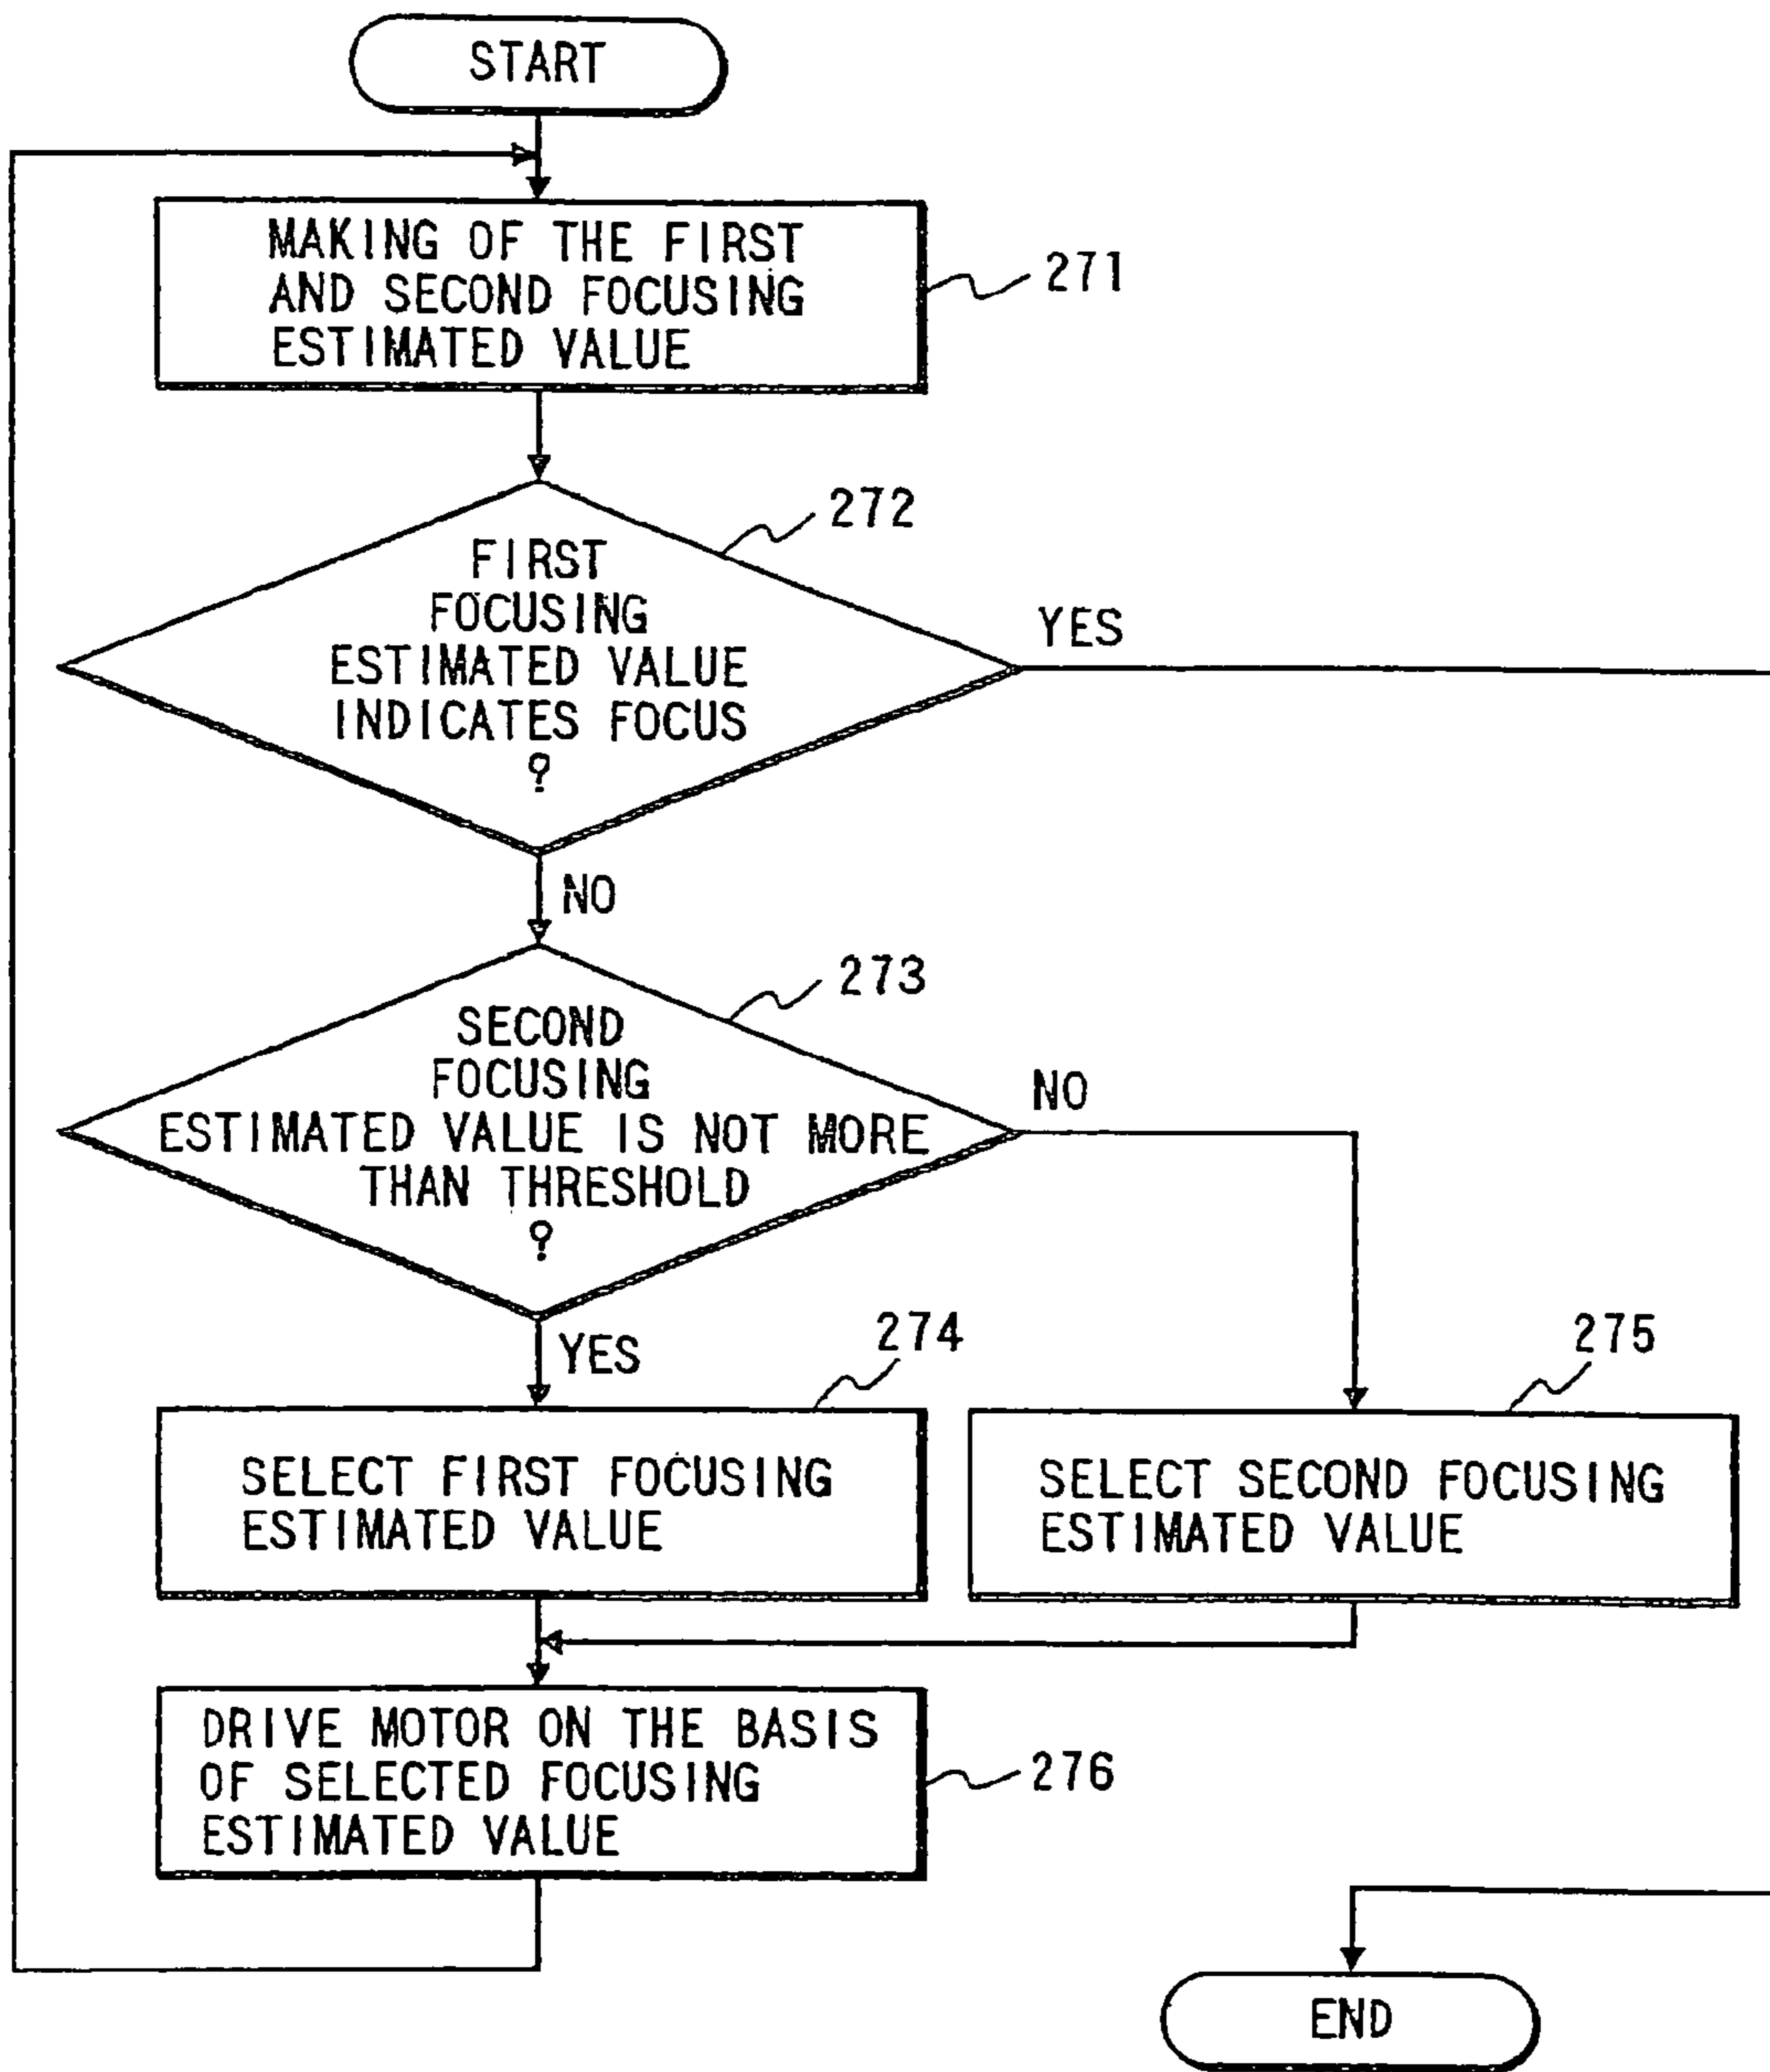 START
MAKING OF THE FIRST
AND SECOND FOCUSING
ESTIMATED VALUE
271
272
FIRST
FOCUSING
ESTIMATED VALUE
INDICATES FOCUS
?
YES
NO
273
SECOND
FOCUSING
ESTIMATED VALUE IS NOT MORE
THAN THRESHOLD
?
NO
YES
274
275
SELECT FIRST FOCUSING
ESTIMATED VALUE
SELECT SECOND FOCUSING
ESTIMATED VALUE
DRIVE MOTOR ON THE BASIS
OF SELECTED FOCUSING
ESTIMATED VALUE
276
END